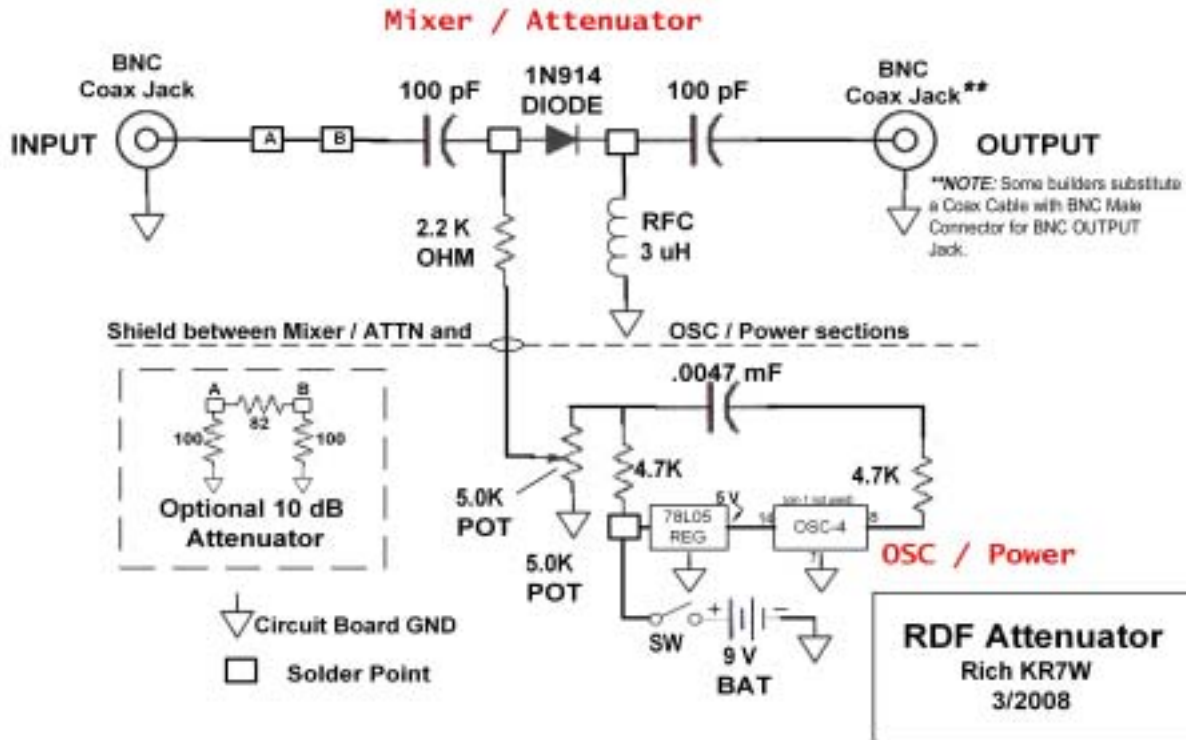 Mixer / Attenuator
BNC
Coax Jack
100 pF
1N914
DIODE
100 pF
BNC
Coax Jack**
INPUT
A
B
OUTPUT
**NOTE: Some builders substitute
a Coax Cable with BNC Male
Connector for BNC OUTPUT
Jack.
2.2 K
OHM
RFC
3 uH
Shield between Mixer / ATTN and
OSC / Power sections
.0047 mF
A
B
82
100
100
Optional 10 dB
Attenuator
5.0K
POT
4.7K
4.7K
5 V
78L05
REG
14
OSC-4
8
7
5.0K
POT
OSC / Power
SW
+
–
9 V
BAT
Circuit Board GND
Solder Point
RDF Attenuator
Rich KR7W
3/2008